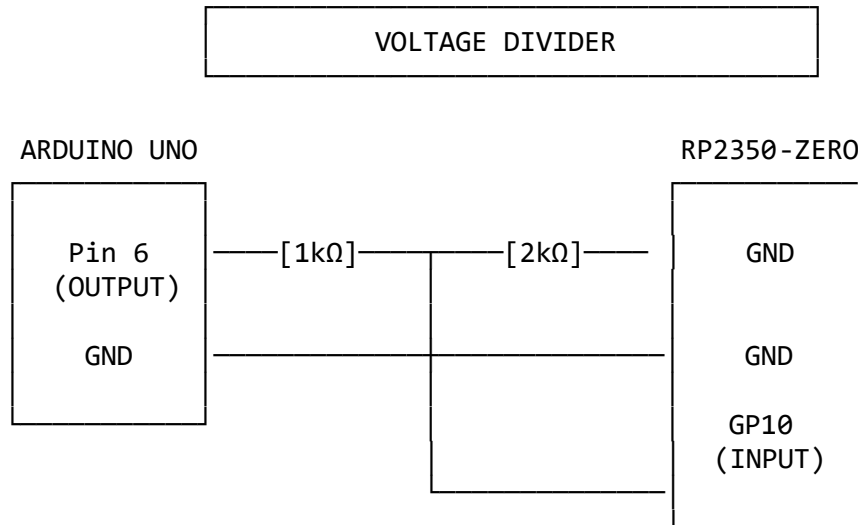 VOLTAGE DIVIDER
ARDUINO UNO RP2350-ZERO
Pin 6 [1kΩ] [2kΩ] GND
(OUTPUT)
GND GND
GP10
(INPUT)